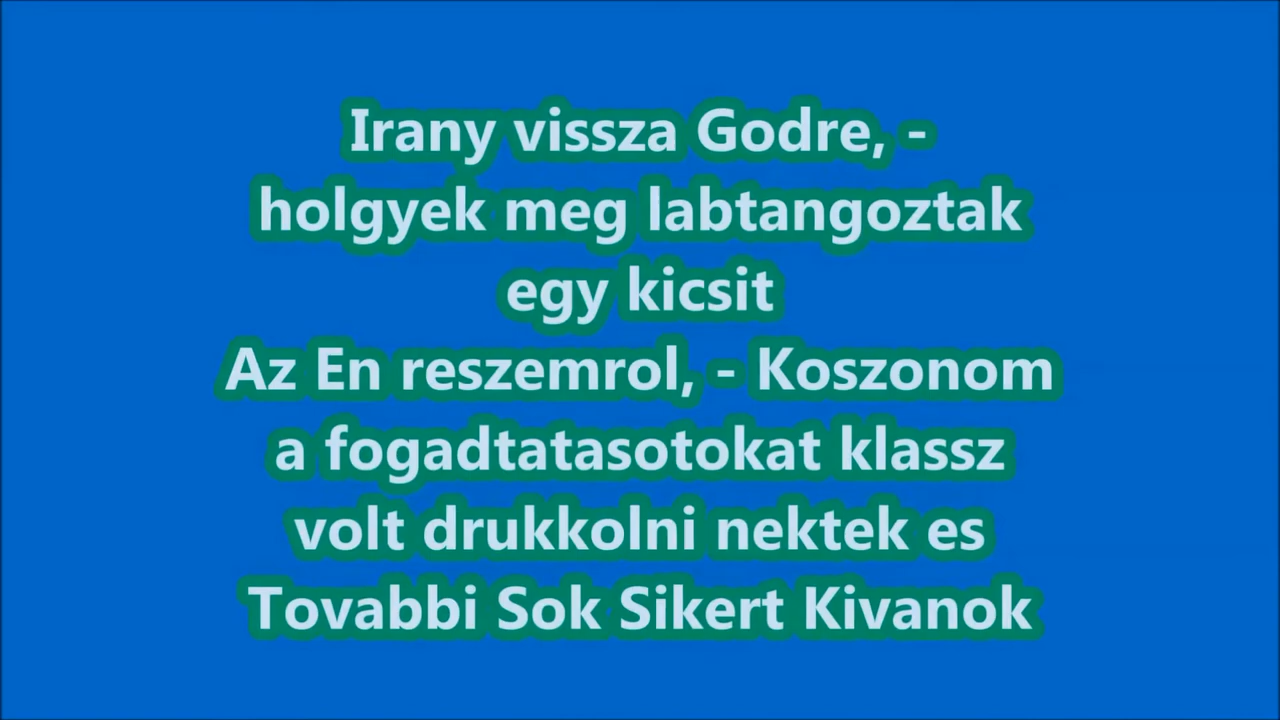 Irany vissza Godre, -
holgyek meg labtangoztak
egy kicsit
Az En reszemrol, - Koszonom
a fogadtatasotokat klassz
volt drukkolni nektek es
Tovabbi Sok Sikert Kivanok